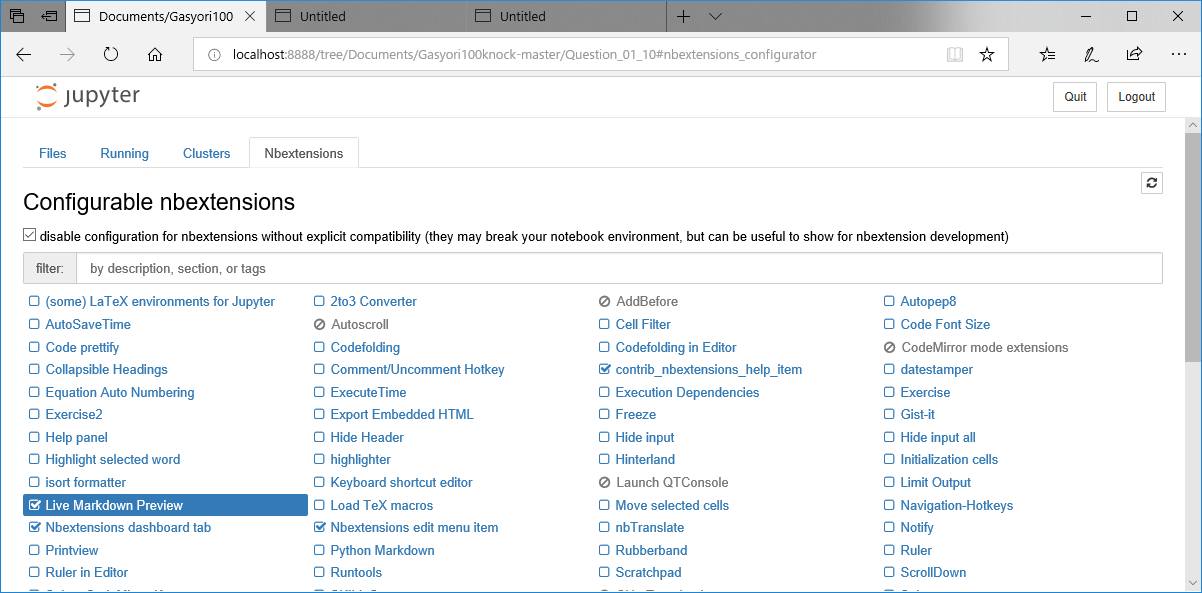 Documents/Gasyori100 Untitled Untitled
localhost:8888/tree/Documents/Gasyori100knock-master/Question_01_10#nbextensions_configurator
jupyter Quit Logout
Files Running Clusters Nbextensions
Configurable nbextensions
disable configuration for nbextensions without explicit compatibility (they may break your notebook environment, but can be useful to show for nbextension development)
filter: by description, section, or tags
(some) LaTeX environments for Jupyter 2to3 Converter AddBefore Autopep8
AutoSaveTime Autoscroll Cell Filter Code Font Size
Code prettify Codefolding Codefolding in Editor CodeMirror mode extensions
Collapsible Headings Comment/Uncomment Hotkey contrib_nbextensions_help_item datestamper
Equation Auto Numbering ExecuteTime Execution Dependencies Exercise
Exercise2 Export Embedded HTML Freeze Gist-it
Help panel Hide Header Hide input Hide input all
Highlight selected word highlighter Hinterland Initialization cells
isort formatter Keyboard shortcut editor Launch QTConsole Limit Output
Live Markdown Preview Load TeX macros Move selected cells Navigation-Hotkeys
Nbextensions dashboard tab Nbextensions edit menu item nbTranslate Notify
Printview Python Markdown Rubberband Ruler
Ruler in Editor Runtools Scratchpad ScrollDown